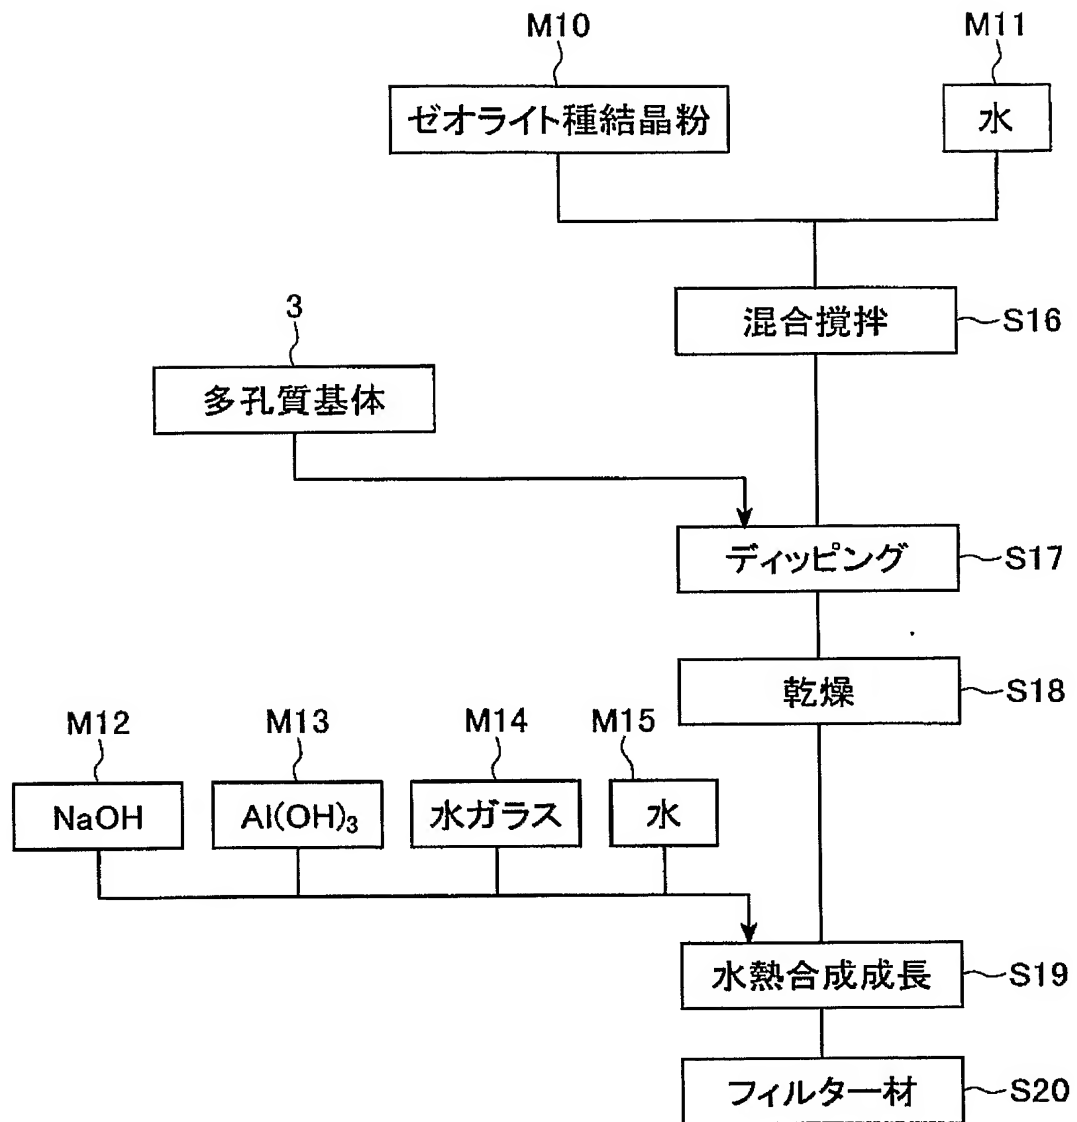 M10
M11
ゼオライト種結晶粉
水
混合撹拌
S16
3
多孔質基体
ディッピング
S17
乾燥
S18
M12
M13
M14
M15
NaOH
Al(OH)₃
水ガラス
水
水熱合成成長
S19
フィルター材
S20